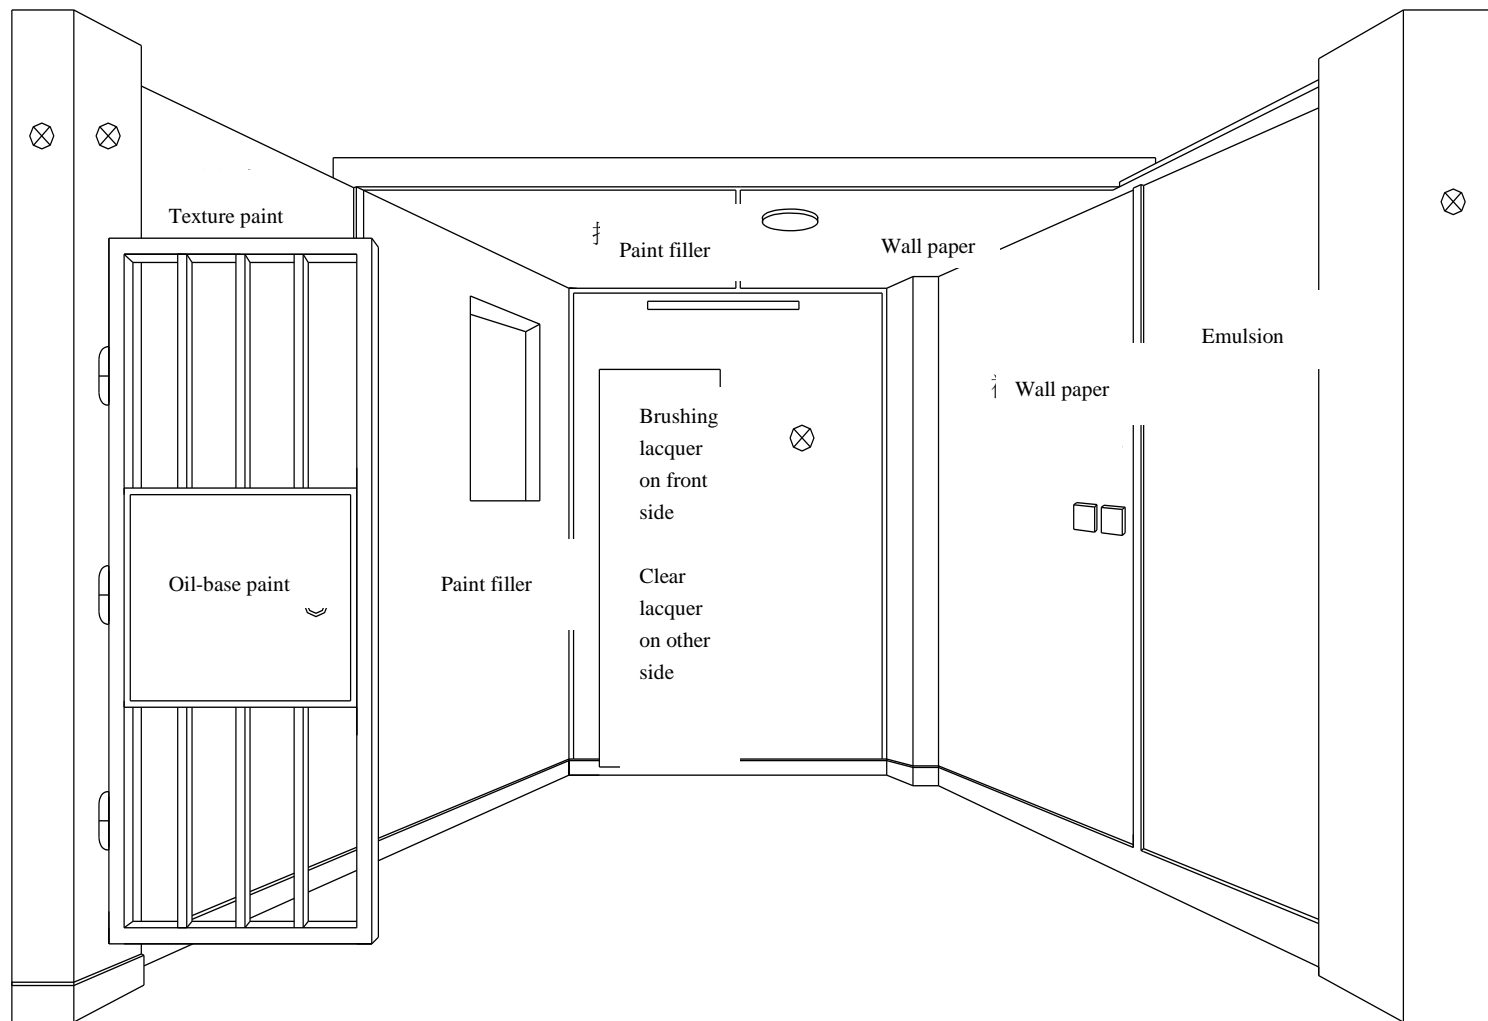 Texture paint
Paint filler
Wall paper
Emulsion
Wall paper
Brushing
lacquer
on front
side
Clear
lacquer
on other
side
Oil-base paint
Paint filler